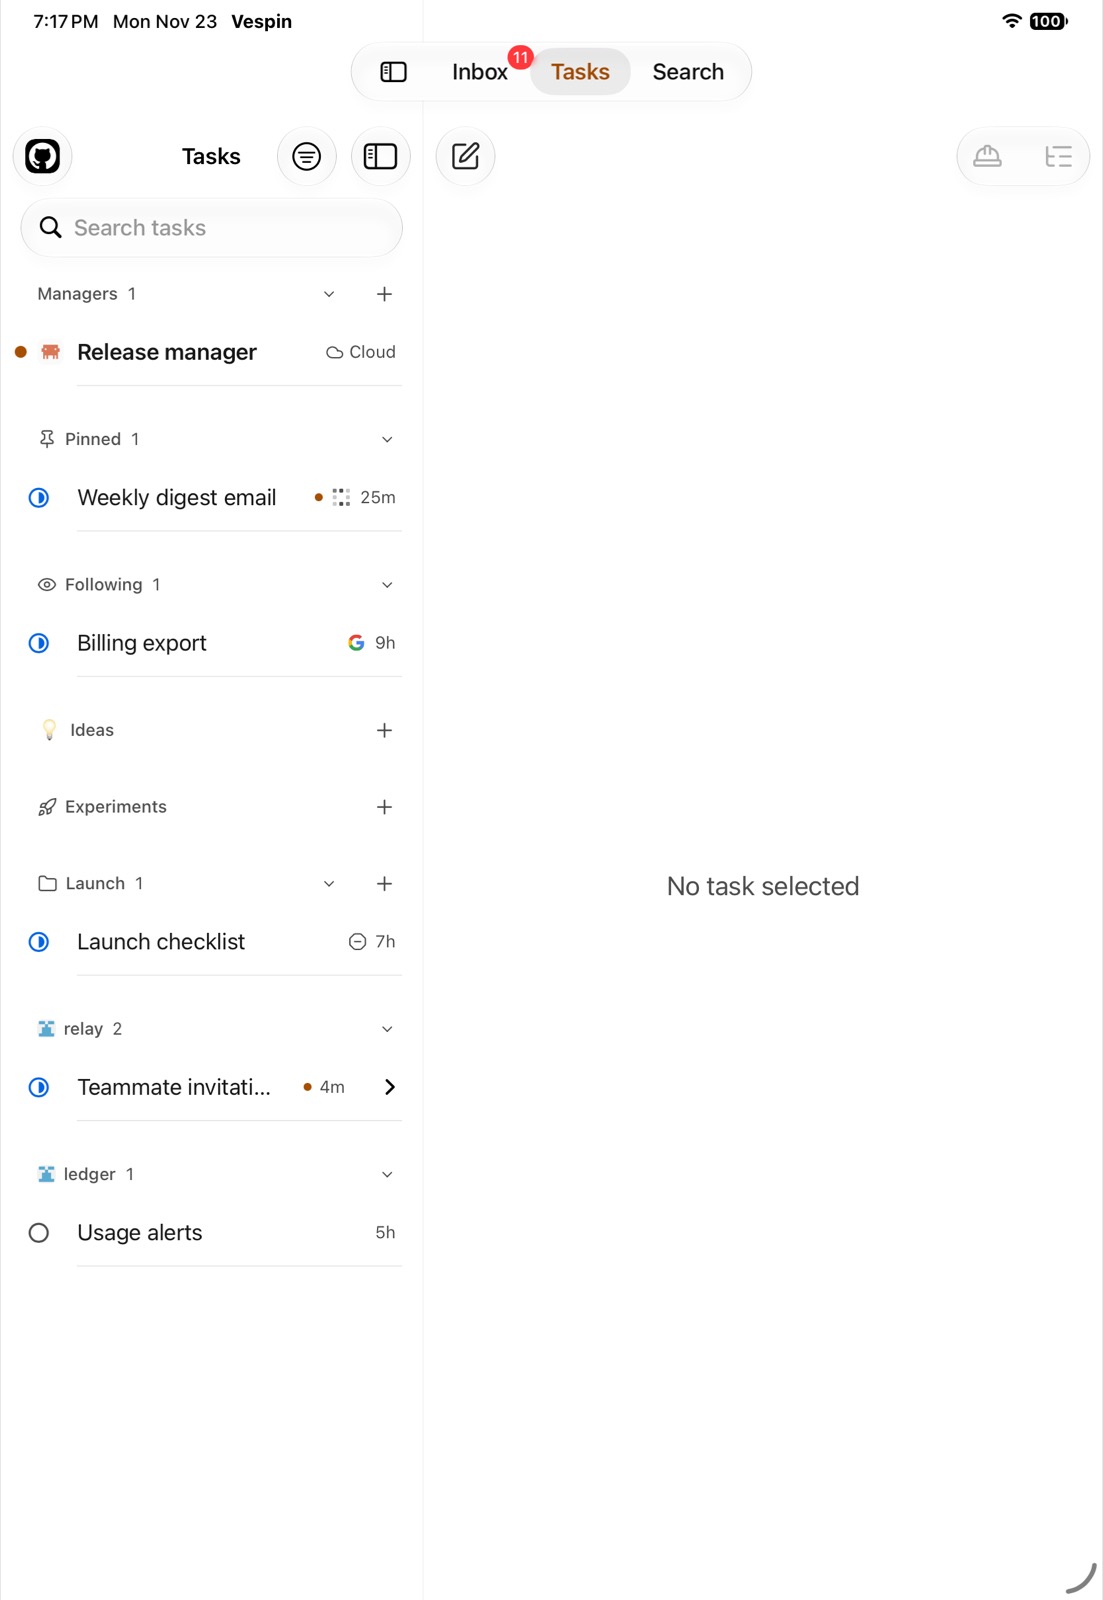 7:17 PM Mon Nov 23 Vespin
100
Inbox 11 Tasks Search
Tasks
Search tasks
Managers 1
Release manager Cloud
Pinned 1
Weekly digest email 25m
Following 1
Billing export 9h
Ideas
Experiments
Launch 1
Launch checklist 7h
relay 2
Teammate invitati... 4m
ledger 1
Usage alerts 5h
No task selected